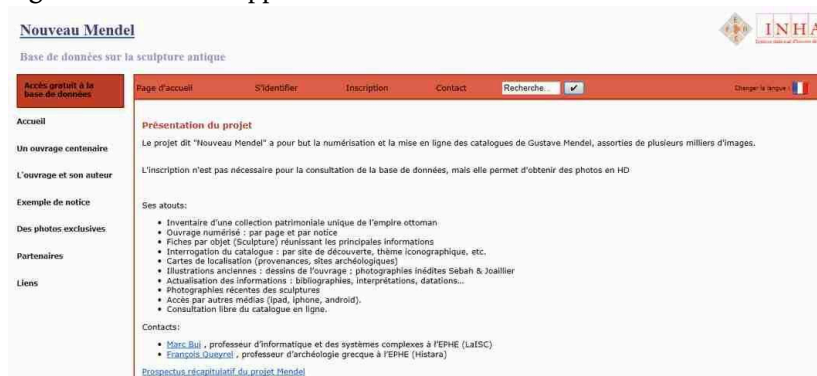 Nouveau Mendel
INHA
Base de données sur la sculpture antique
Accès gratuit à la
base de données
Page d'accueil S'identifier Inscription Contact Recherche... Changer la langue :
Accueil
Un ouvrage centenaire
L'ouvrage et son auteur
Exemple de notice
Des photos exclusives
Partenaires
Liens
Présentation du projet
Le projet dit "Nouveau Mendel" a pour but la numérisation et la mise en ligne des catalogues de Gustave Mendel, assorties de plusieurs milliers d'images.
L'inscription n'est pas nécessaire pour la consultation de la base de données, mais elle permet d'obtenir des photos en HD
Ses atouts:
• Inventaire d'une collection patrimoniale unique de l'empire ottoman
• Ouvrage numérisé : par page et par notice
• Fiches par objet (Sculpture) réunissant les principales informations
• Interrogation du catalogue : par site de découverte, thème iconographique, etc.
• Cartes de localisation (provenances, sites archéologiques)
• Illustrations anciennes : dessins de l'ouvrage ; photographies inédites Sebah & Joaillier
• Actualisation des informations : bibliographies, interprétations, datations...
• Photographies récentes des sculptures
• Accès par autres médias (ipad, iphone, android).
• Consultation libre du catalogue en ligne.
Contacts:
• Marc Bui , professeur d'informatique et des systèmes complexes à l'EPHE (LaISC)
• François Queyrel , professeur d'archéologie grecque à l'EPHE (Histara)
Prospectus récapitulatif du projet Mendel